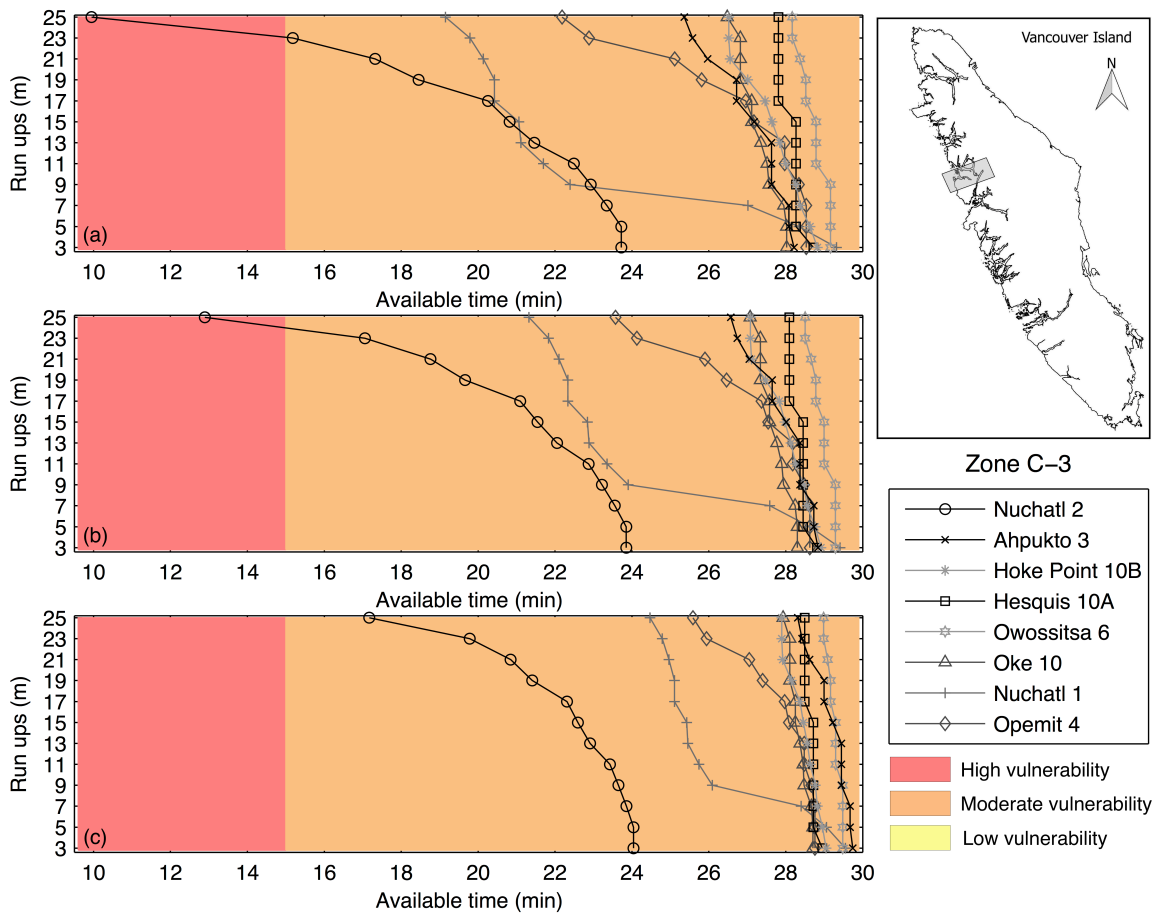 25
23
21
19
17
15
13
11
9
7
5
3
Run ups (m)
(a)
10 12 14 16 18 20 22 24 26 28 30
Available time (min)
25
23
21
19
17
15
13
11
9
7
5
3
Run ups (m)
(b)
10 12 14 16 18 20 22 24 26 28 30
Available time (min)
25
23
21
19
17
15
13
11
9
7
5
3
Run ups (m)
(c)
10 12 14 16 18 20 22 24 26 28 30
Available time (min)
Vancouver Island
N
Zone C−3
Nuchatl 2
Ahpukto 3
Hoke Point 10B
Hesquis 10A
Owossitsa 6
Oke 10
Nuchatl 1
Opemit 4
High vulnerability
Moderate vulnerability
Low vulnerability